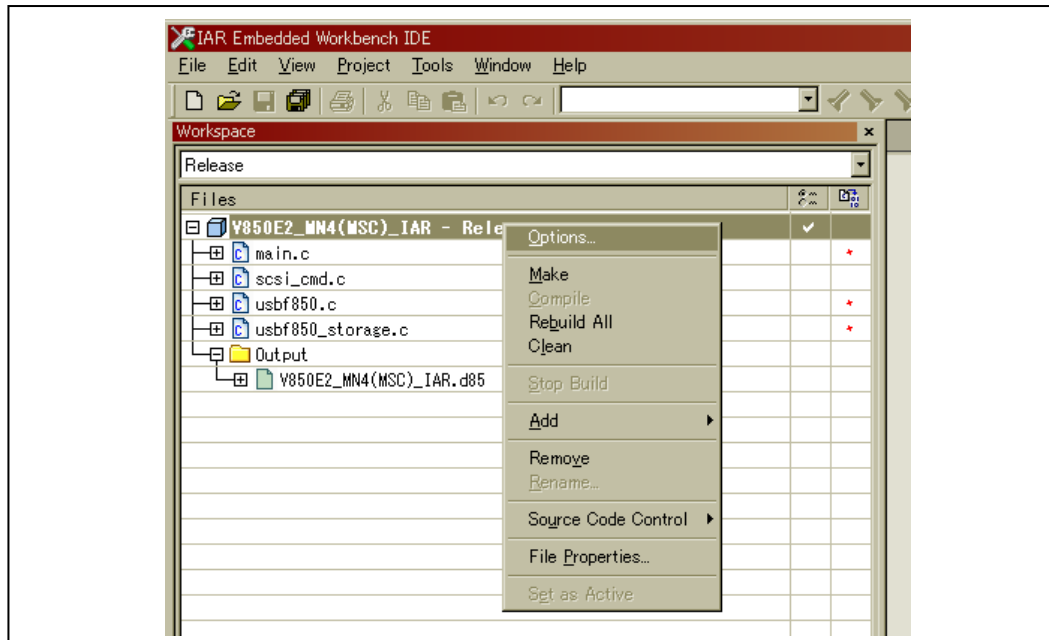 IAR Embedded Workbench IDE
File Edit View Project Tools Window Help
Workspace
Release
Files
V850E2_MN4(MSC)_IAR - Rele
Options...
main.c
scsi_cmd.c
Make
Compile
usbf850.c
Rebuild All
usbf850_storage.c
Clean
Output
V850E2_MN4(MSC)_IAR.d85
Stop Build
Add
Remove
Rename...
Source Code Control
File Properties...
Set as Active